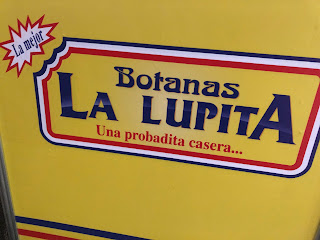 La mejor
Botanas
LA LUPITA
Una probadita casera...